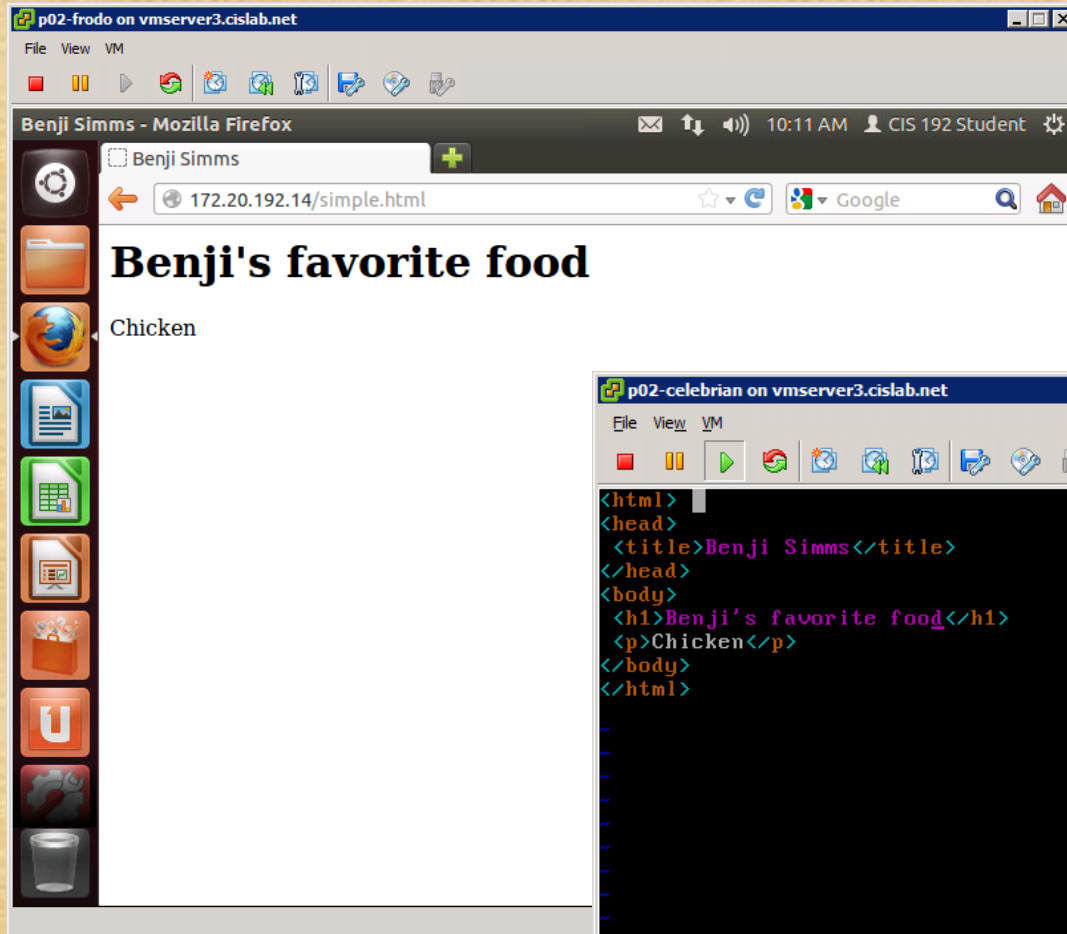 p02-frodo on vmserver3.cislab.net
File View VM
Benji Simms - Mozilla Firefox 10:11 AM CIS 192 Student
Benji Simms
172.20.192.14/simple.html Google
Benji's favorite food
Chicken
p02-celebrian on vmserver3.cislab.net
File View VM
<html>
<head>
<title>Benji Simms</title>
</head>
<body>
<h1>Benji's favorite food</h1>
<p>Chicken</p>
</body>
</html>
~
~
~
~
~
~
~
~
~